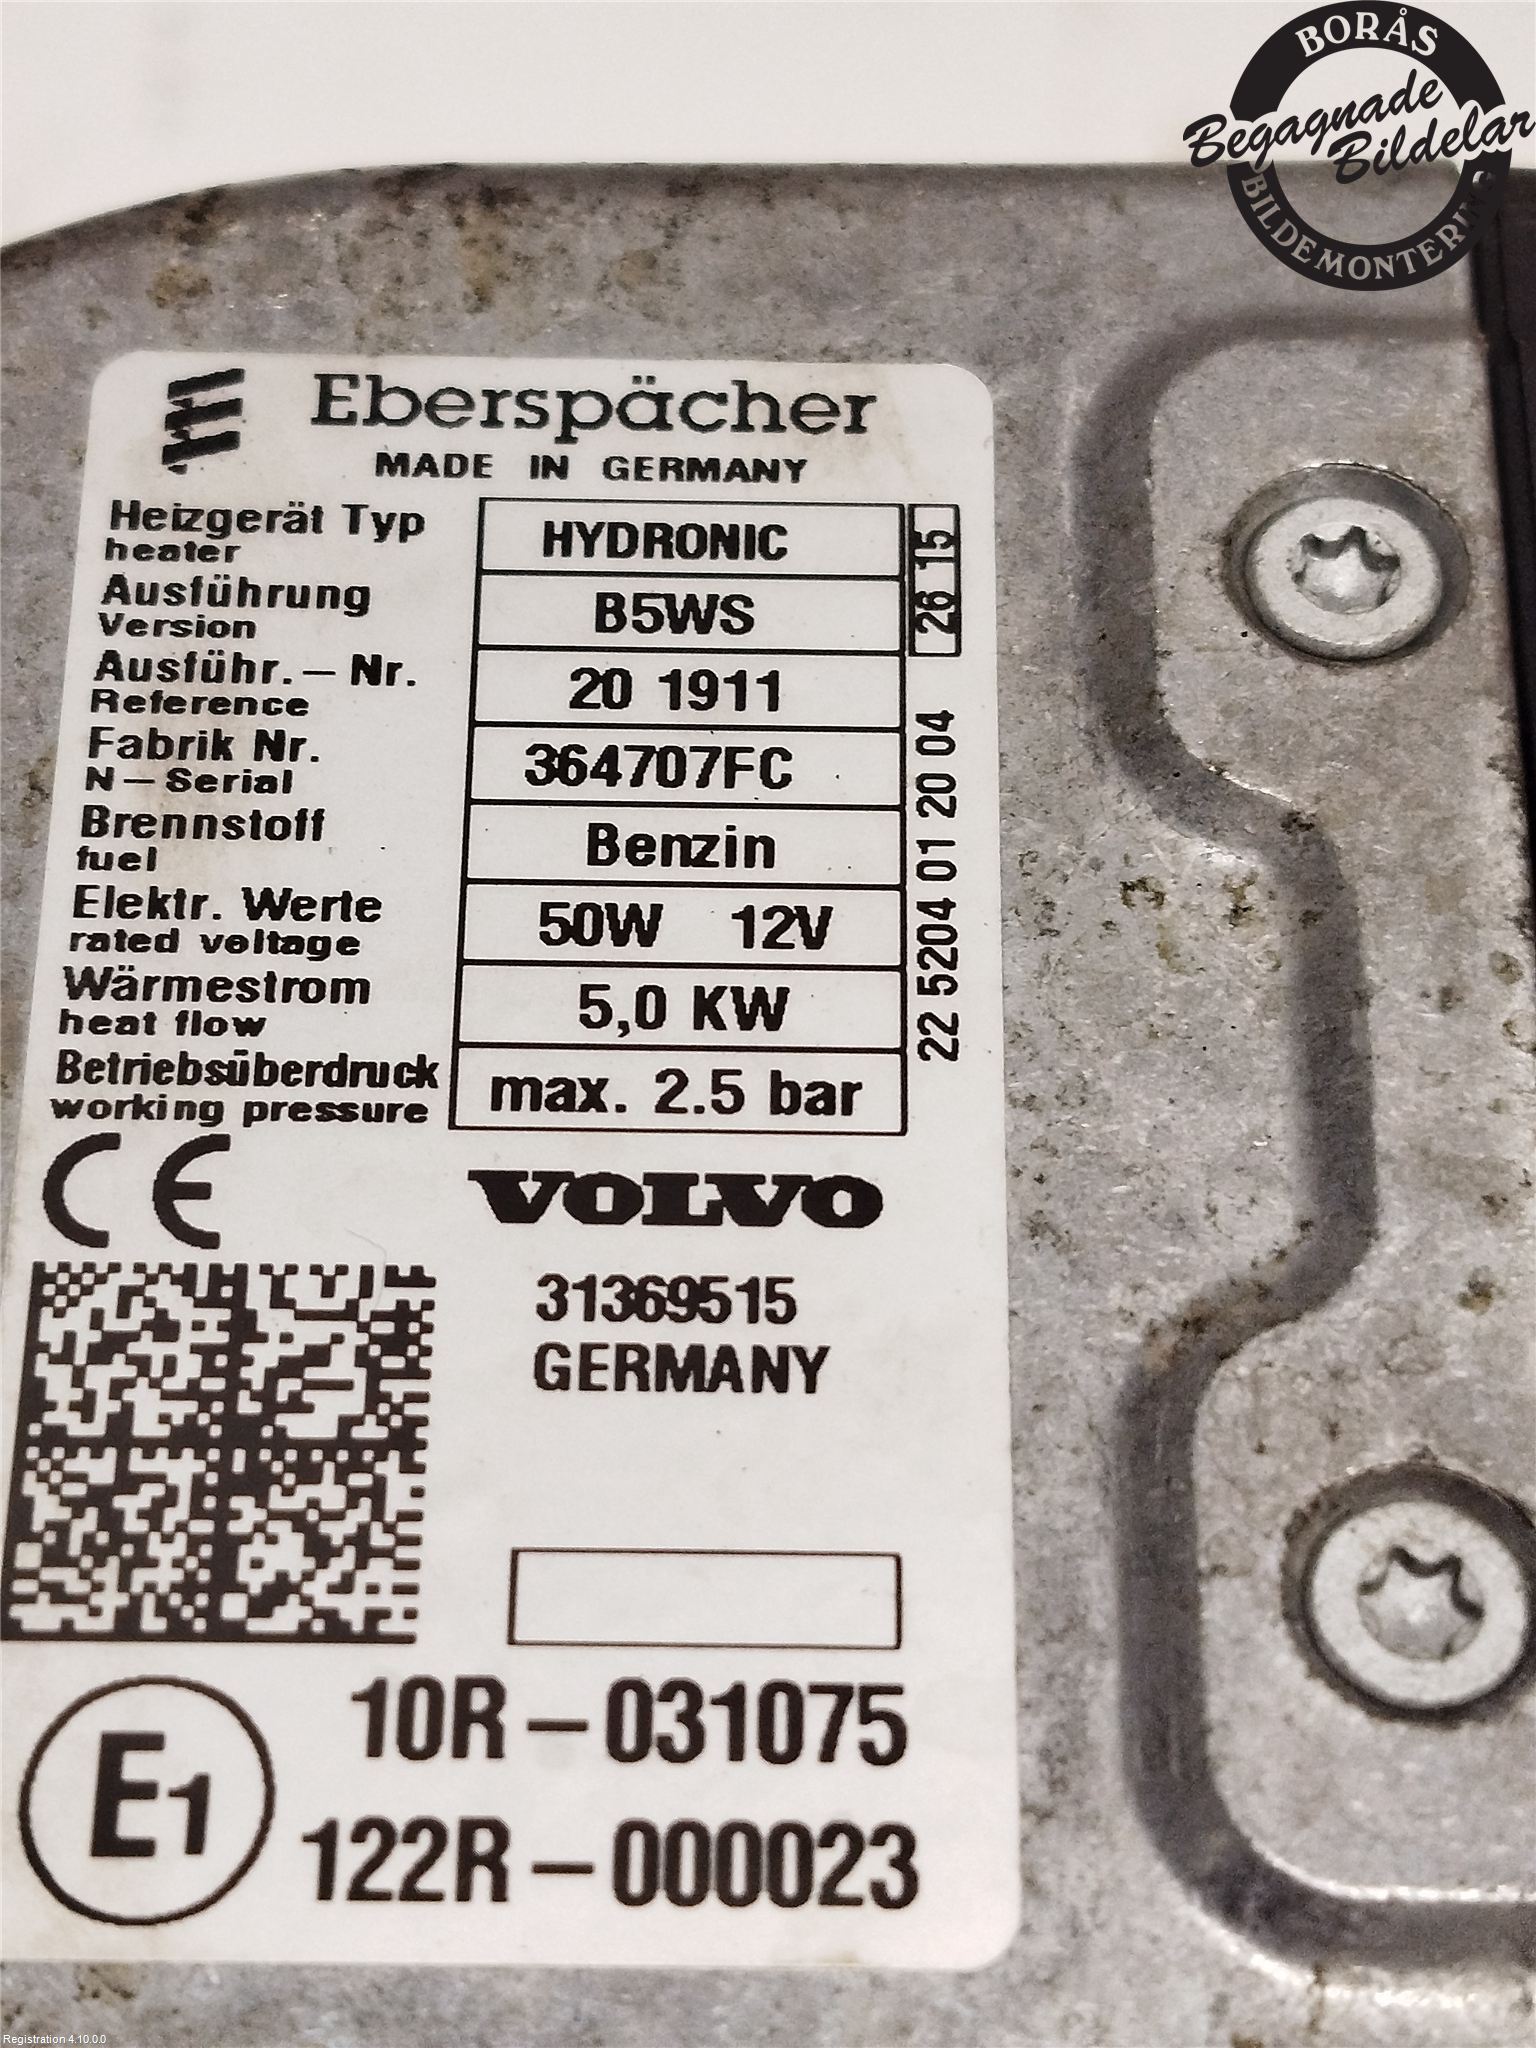 BORÅS
Begagnade
Bildelar
BILDEMONTERING
Eberspächer
MADE IN GERMANY
Heizgerät Typ HYDRONIC
heater
Ausführung B5WS
Version
Ausführ.-Nr. 20 1911
Reference
Fabrik Nr. 364707FC
N-Serial
Brennstoff Benzin
fuel
Elektr. Werte 50W 12V
rated voltage
Wärmestrom 5,0 KW
heat flow
Betriebsüberdruck max. 2.5 bar
working pressure
26 15
22 5204 01 20 04
CE
VOLVO
31369515
GERMANY
E1
10R-031075
122R-000023
Registration 4.10.0.0